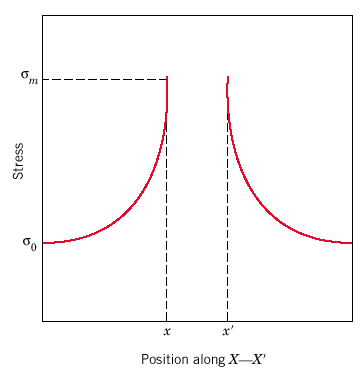 σm
Stress
σ0
x x′
Position along X—X′